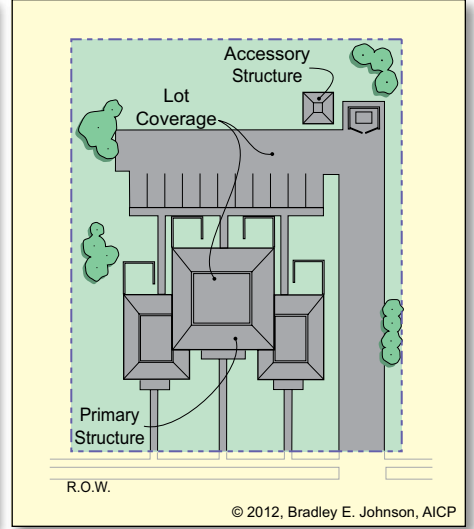 Accessory
Structure
Lot
Coverage
Primary
Structure
R.O.W.
© 2012, Bradley E. Johnson, AICP